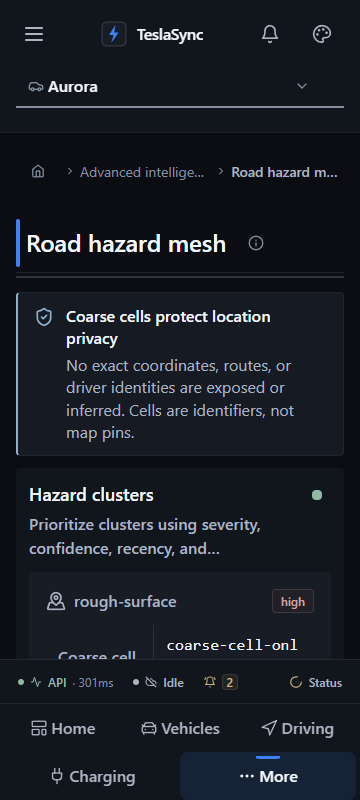 TeslaSync
Aurora
Advanced intellige... Road hazard m...
Road hazard mesh
Coarse cells protect location
privacy
No exact coordinates, routes, or
driver identities are exposed or
inferred. Cells are identifiers, not
map pins.
Hazard clusters
Prioritize clusters using severity,
confidence, recency, and...
rough-surface high
Coarse cell coarse-cell-onl
API · 301ms Idle 2 Status
Home Vehicles Driving
Charging More